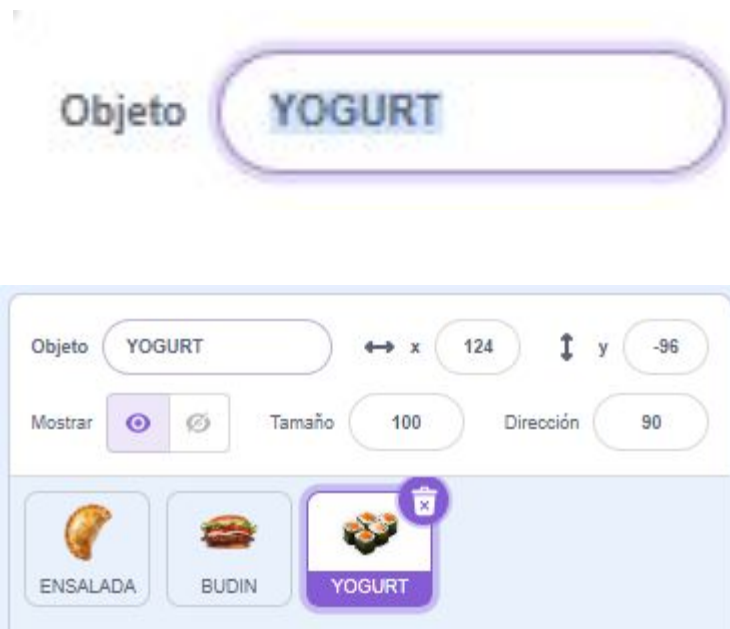 Objeto YOGURT
Objeto YOGURT x 124 y -96
Mostrar Tamaño 100 Dirección 90
ENSALADA BUDIN YOGURT